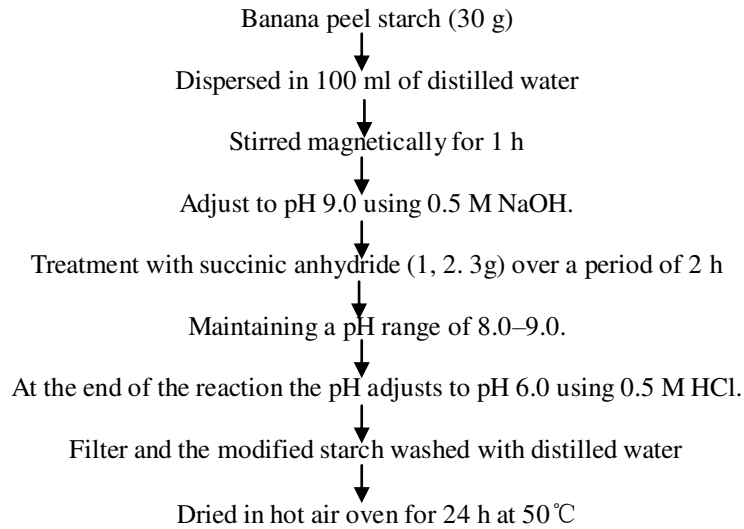 Banana peel starch (30 g)
Dispersed in 100 ml of distilled water
Stirred magnetically for 1 h
Adjust to pH 9.0 using 0.5 M NaOH.
Treatment with succinic anhydride (1, 2. 3g) over a period of 2 h
Maintaining a pH range of 8.0–9.0.
At the end of the reaction the pH adjusts to pH 6.0 using 0.5 M HCl.
Filter and the modified starch washed with distilled water
Dried in hot air oven for 24 h at 50℃